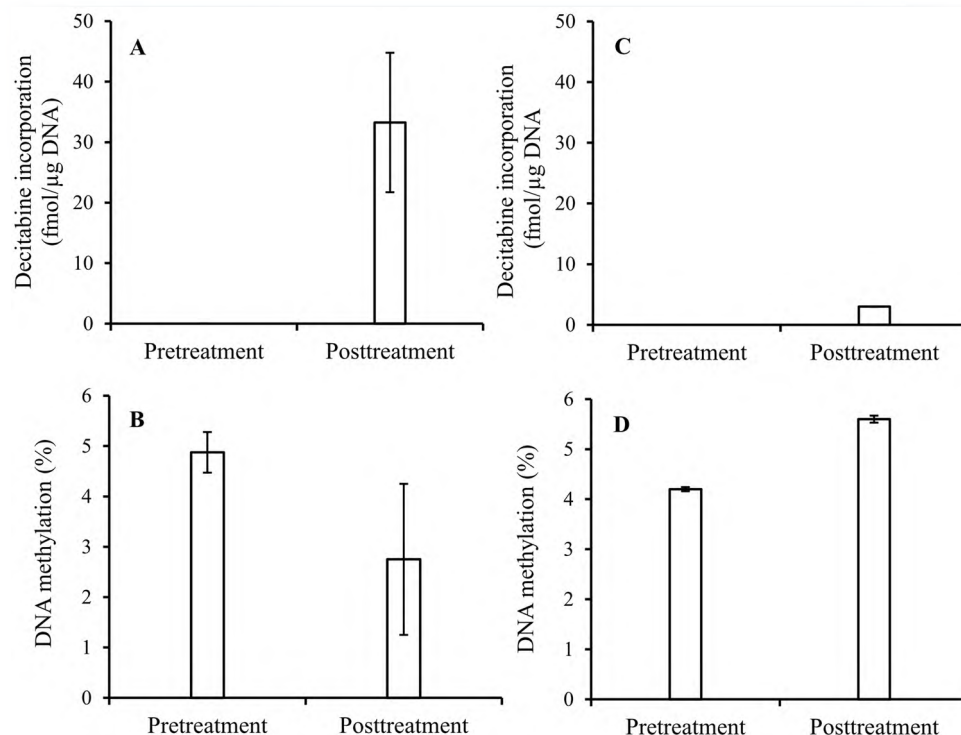 A
Decitabine incorporation
(fmol/µg DNA)
50
40
30
20
10
0
Pretreatment
Posttreatment
C
Decitabine incorporation
(fmol/µg DNA
50
40
30
20
10
0
Pretreatment
Posttreatment
B
DNA methylation (%)
6
5
4
3
2
1
0
Pretreatment
Posttreatment
D
DNA methylation (%)
6
5
4
3
2
1
0
Pretreatment
Posttreatment